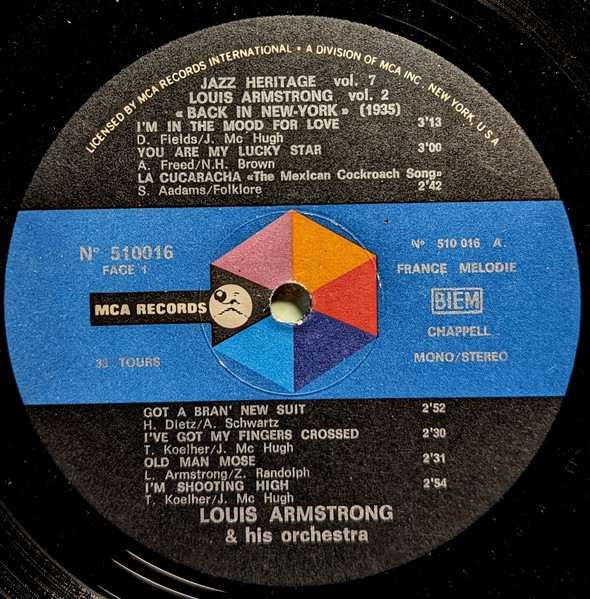 LICENSED BY MCA RECORDS INTERNATIONAL • A DIVISION OF MCA INC. NEW YORK, USA
JAZZ HERITAGE vol. 7
LOUIS ARMSTRONG vol. 2
« BACK IN NEW-YORK » (1935)
I'M IN THE MOOD FOR LOVE 3'13
D. Fields/J. Mc Hugh
YOU ARE MY LUCKY STAR 3'00
A. Freed/N.H. Brown
LA CUCARACHA «The Mexican Cockroach Song»
S. Aadams/Folklore 2'42
N° 510016
FACE 1
MCA RECORDS
33 TOURS
N° 510 016 A
FRANCE MELODIE
BIEM
CHAPPELL
MONO/STEREO
GOT A BRAN' NEW SUIT 2'52
H. Dietz/A. Schwartz
I'VE GOT MY FINGERS CROSSED 2'30
T. Koelher/J. Mc Hugh
OLD MAN MOSE 2'31
L. Armstrong/Z. Randolph
I'M SHOOTING HIGH 2'54
T. Koelher/J. Mc Hugh
LOUIS ARMSTRONG
& his orchestra